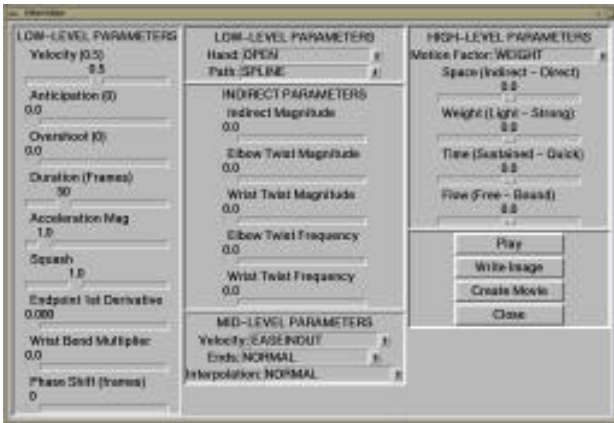 LOW-LEVEL PARAMETERS
Velocity (0.5)
0.5
Anticipation (0)
0.0
Overshoot (0)
0.0
Duration (Frames)
50
Acceleration Mag
1.0
Squash
1.0
Endpoint 1st Derivative
0.000
Wrist Bend Multiplier
0.0
Phase Shift (frames)
0
LOW-LEVEL PARAMETERS
Hand: OPEN
Path: SPLINE
INDIRECT PARAMETERS
Indirect Magnitude
0.0
Elbow Twist Magnitude
0.0
Wrist Twist Magnitude
0.0
Elbow Twist Frequency
0.0
Wrist Twist Frequency
0.0
MID-LEVEL PARAMETERS
Velocity: EASEINOUT
Ends: NORMAL
Interpolation: NORMAL
HIGH-LEVEL PARAMETERS
Motion Factor: WEIGHT
Space (Indirect - Direct)
0.0
Weight (Light - Strong)
0.0
Time (Sustained - Quick)
0.0
Flow (Free - Bound)
0.0
Play
Write Image
Create Movie
Close